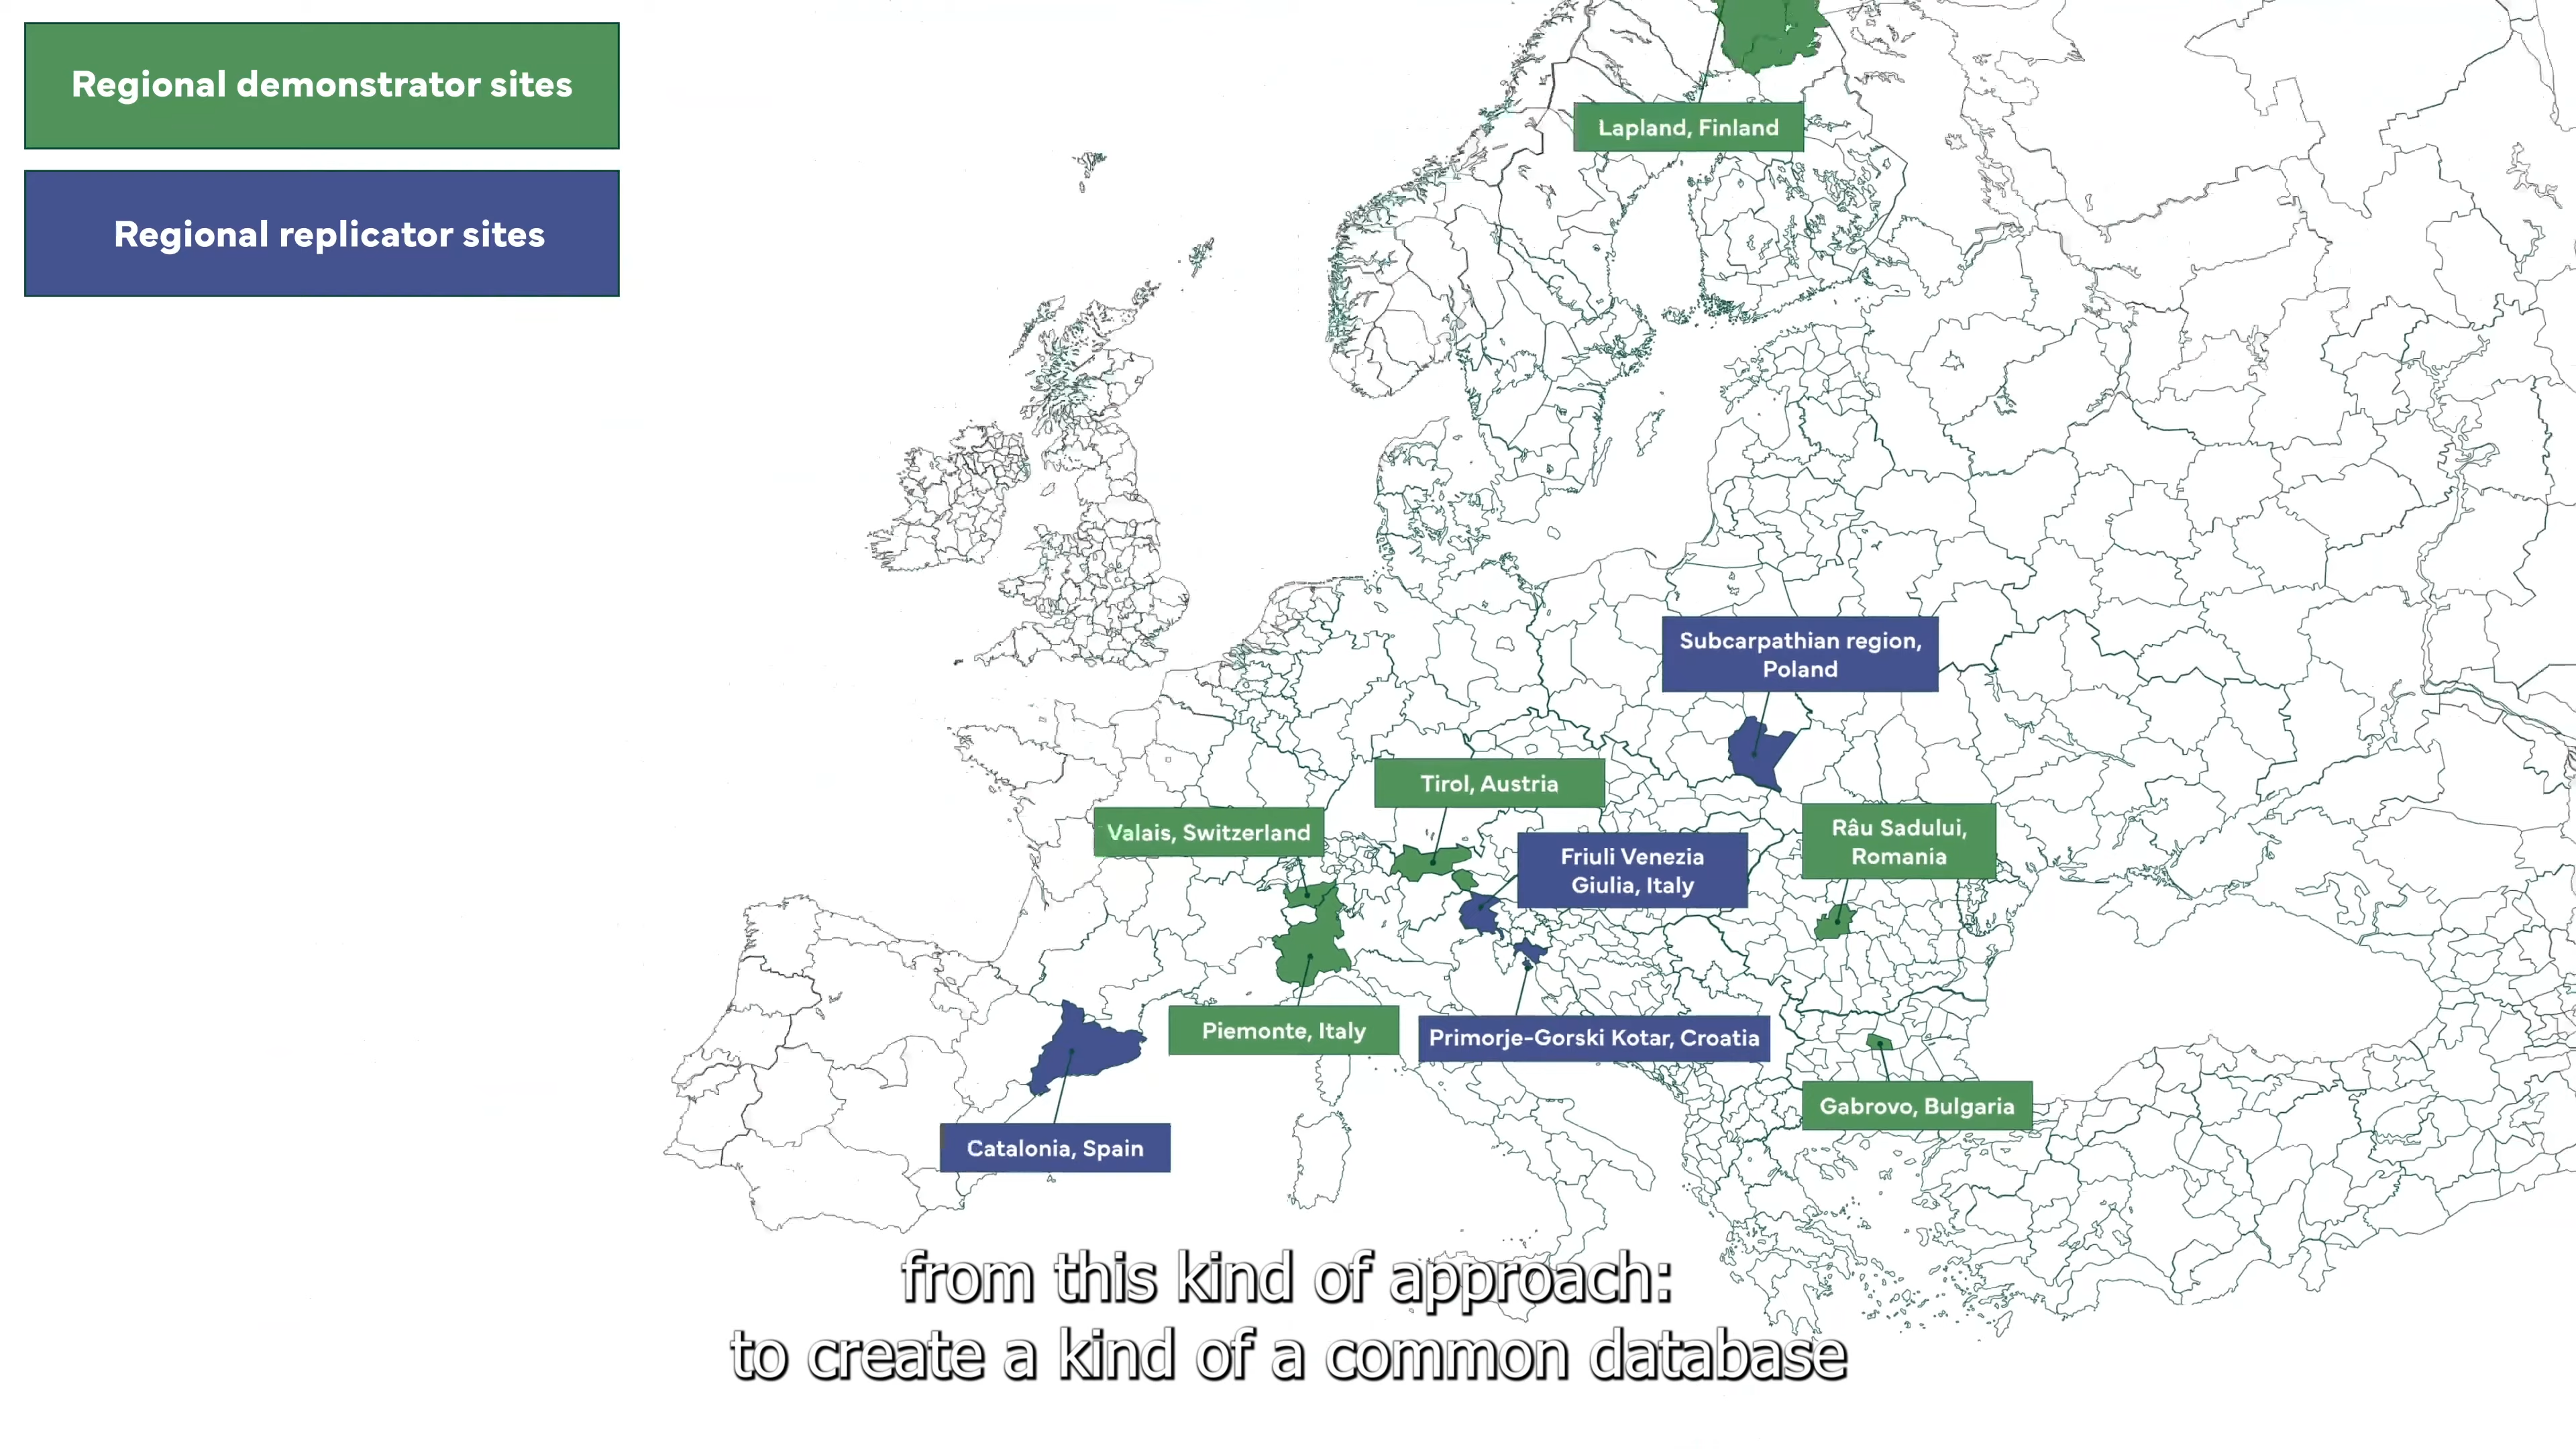 Regional demonstrator sites
Regional replicator sites
Lapland, Finland
Subcarpathian region,
Poland
Tirol, Austria
Valais, Switzerland
Friuli Venezia
Giulia, Italy
Râu Sadului,
Romania
Piemonte, Italy
Primorje-Gorski Kotar, Croatia
Gabrovo, Bulgaria
Catalonia, Spain
from this kind of approach:
to create a kind of a common database